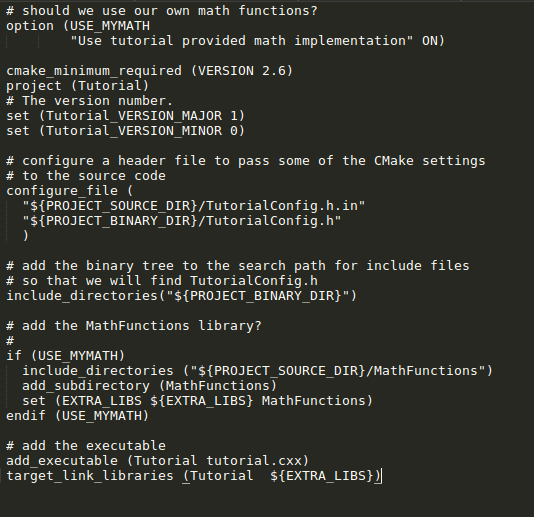 # should we use our own math functions?
option (USE_MYMATH
        "Use tutorial provided math implementation" ON)

cmake_minimum_required (VERSION 2.6)
project (Tutorial)
# The version number.
set (Tutorial_VERSION_MAJOR 1)
set (Tutorial_VERSION_MINOR 0)

# configure a header file to pass some of the CMake settings
# to the source code
configure_file (
  "${PROJECT_SOURCE_DIR}/TutorialConfig.h.in"
  "${PROJECT_BINARY_DIR}/TutorialConfig.h"
  )

# add the binary tree to the search path for include files
# so that we will find TutorialConfig.h
include_directories("${PROJECT_BINARY_DIR}")

# add the MathFunctions library?
#
if (USE_MYMATH)
  include_directories ("${PROJECT_SOURCE_DIR}/MathFunctions")
  add_subdirectory (MathFunctions)
  set (EXTRA_LIBS ${EXTRA_LIBS} MathFunctions)
endif (USE_MYMATH)

# add the executable
add_executable (Tutorial tutorial.cxx)
target_link_libraries (Tutorial  ${EXTRA_LIBS})